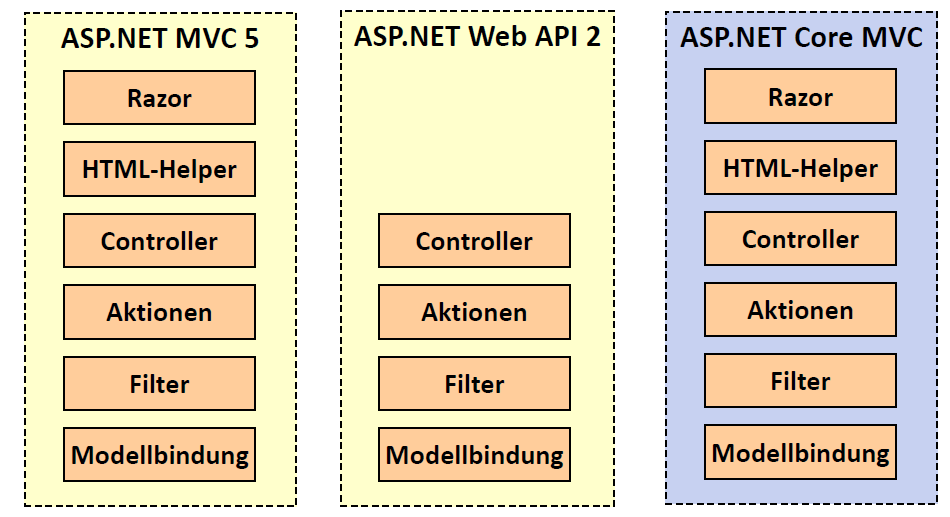 ASP.NET MVC 5
Razor
HTML-Helper
Controller
Aktionen
Filter
Modellbindung
ASP.NET Web API 2
Controller
Aktionen
Filter
Modellbindung
ASP.NET Core MVC
Razor
HTML-Helper
Controller
Aktionen
Filter
Modellbindung